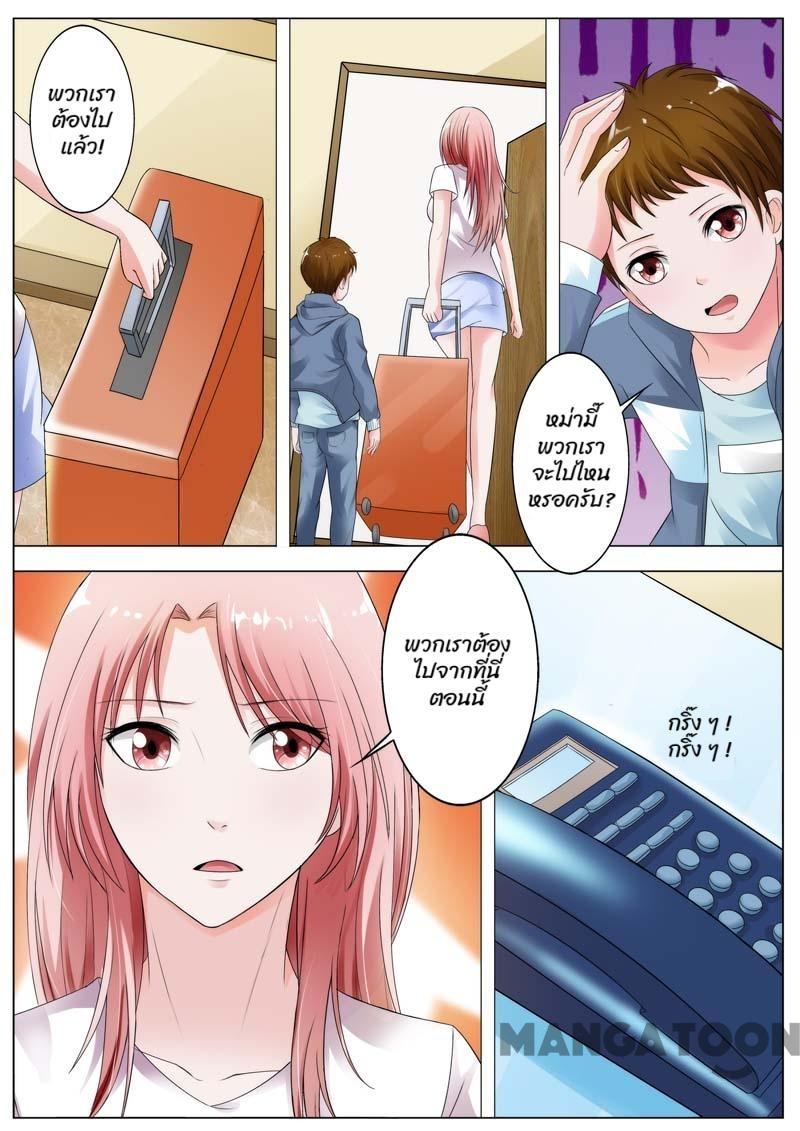 พวกเรา
ต้องไป
แล้ว!
หม่ามี๊
พวกเรา
จะไปไหน
หรอครับ?
พวกเราต้อง
ไปจากที่นี่
ตอนนี้
กริ๊ง ๆ !
กริ๊ง ๆ !
MANGATOON